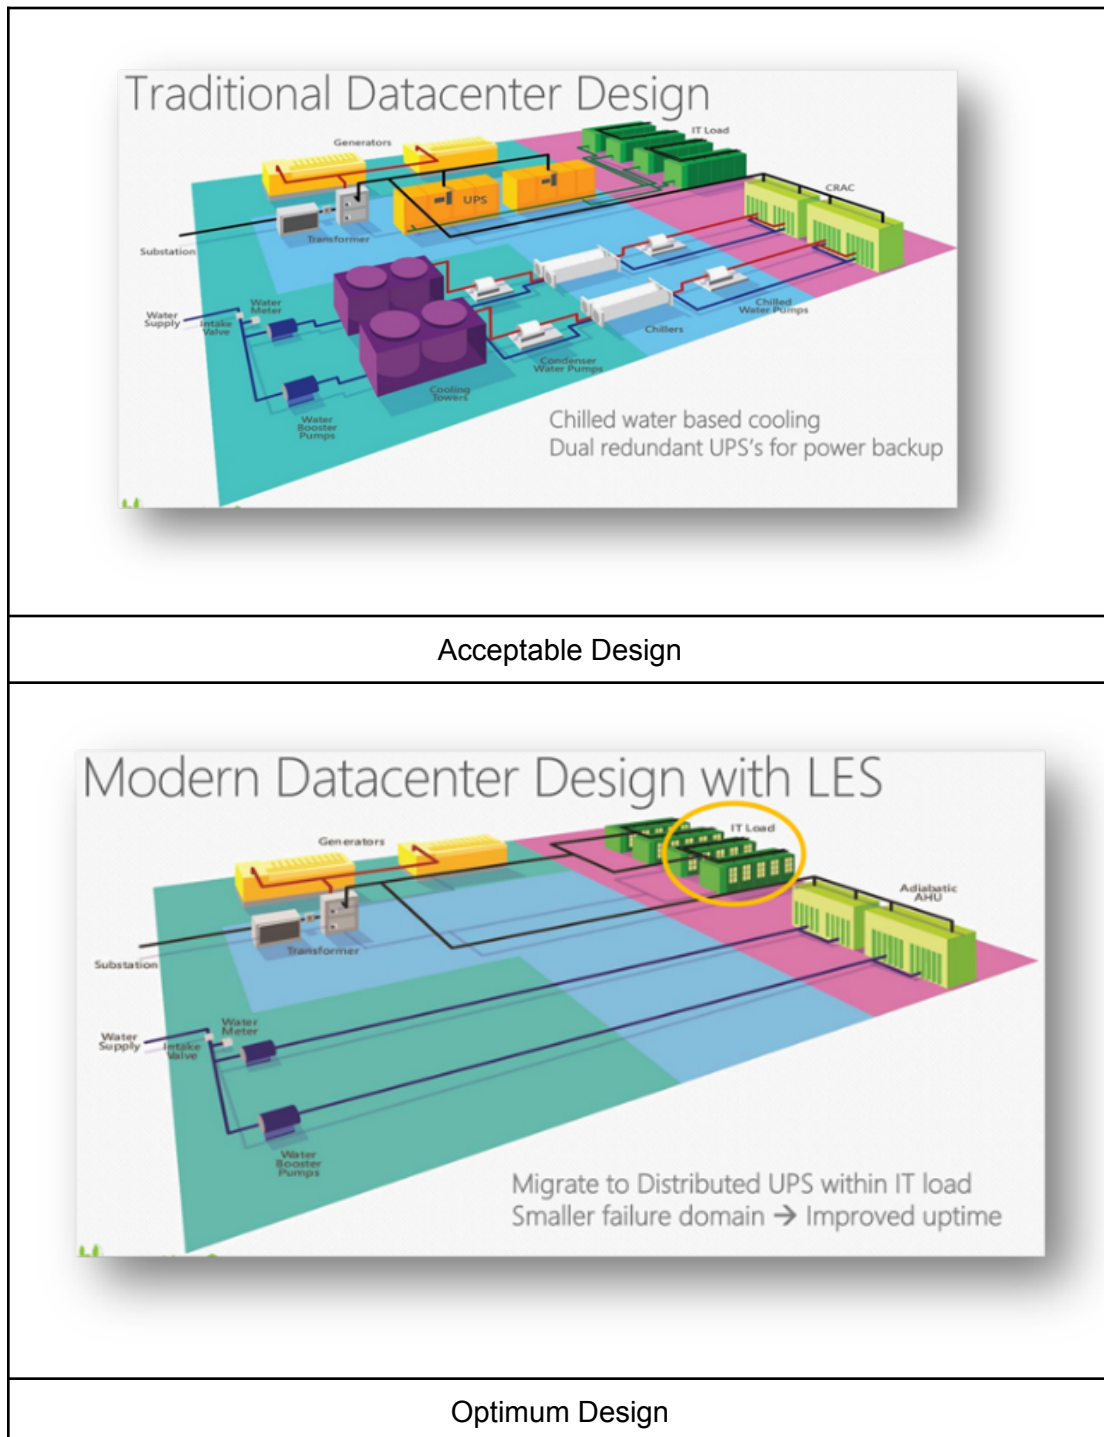 Traditional Datacenter Design
Generators
IT Load
CRAC
UPS
Substation
Transformer
Water
Supply
Water
Meter
Intake
Valve
Chilled
Water Pumps
Chillers
Condenser
Water Pumps
Cooling
Towers
Water
Booster
Pumps
Chilled water based cooling
Dual redundant UPS's for power backup
Acceptable Design
Modern Datacenter Design with LES
Generators
IT Load
Adiabatic
AHU
Substation
Transformer
Water
Supply
Water
Meter
Intake
Valve
Water
Booster
Pumps
Migrate to Distributed UPS within IT load
Smaller failure domain → Improved uptime
Optimum Design